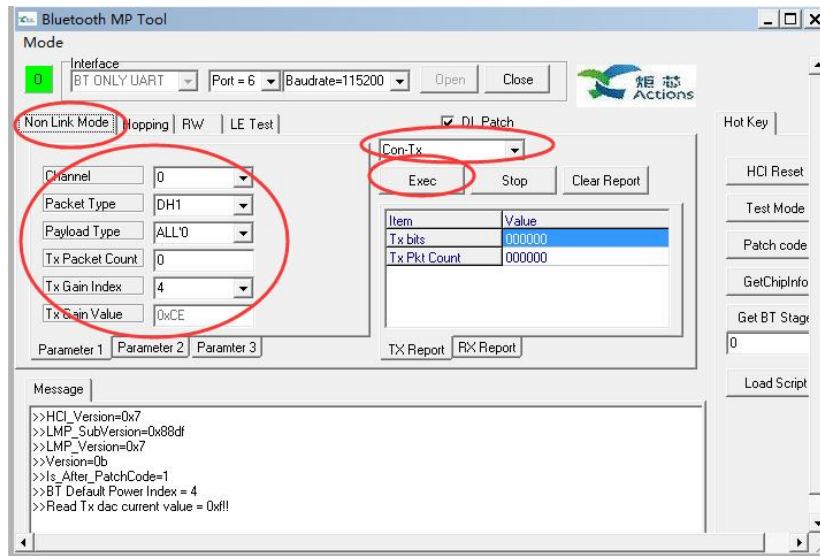 Bluetooth MP Tool
Mode
Interface
0
BT ONLY UART
Port = 6
Baudrate=115200
Open
Close
炬芯
Actions
Non Link Mode
Hopping
RW
LE Test
DL Patch
Hot Key
Con-Tx
Channel
0
Exec
Stop
Clear Report
HCI Reset
Packet Type
DH1
Test Mode
Item
Value
Payload Type
ALL'0
Tx bits
000000
Patch code
Tx Packet Count
0
Tx Pkt Count
000000
GetChipInfo
Tx Gain Index
4
Tx Gain Value
0xCE
Get BT Stage
0
Parameter 1
Parameter 2
Paramter 3
TX Report
RX Report
Load Script
Message
>>HCI_Version=0x7
>>LMP_SubVersion=0x88df
>>LMP_Version=0x7
>>Version=0b
>>Is_After_PatchCode=1
>>BT Default Power Index = 4
>>Read Tx dac current value = 0xf!!